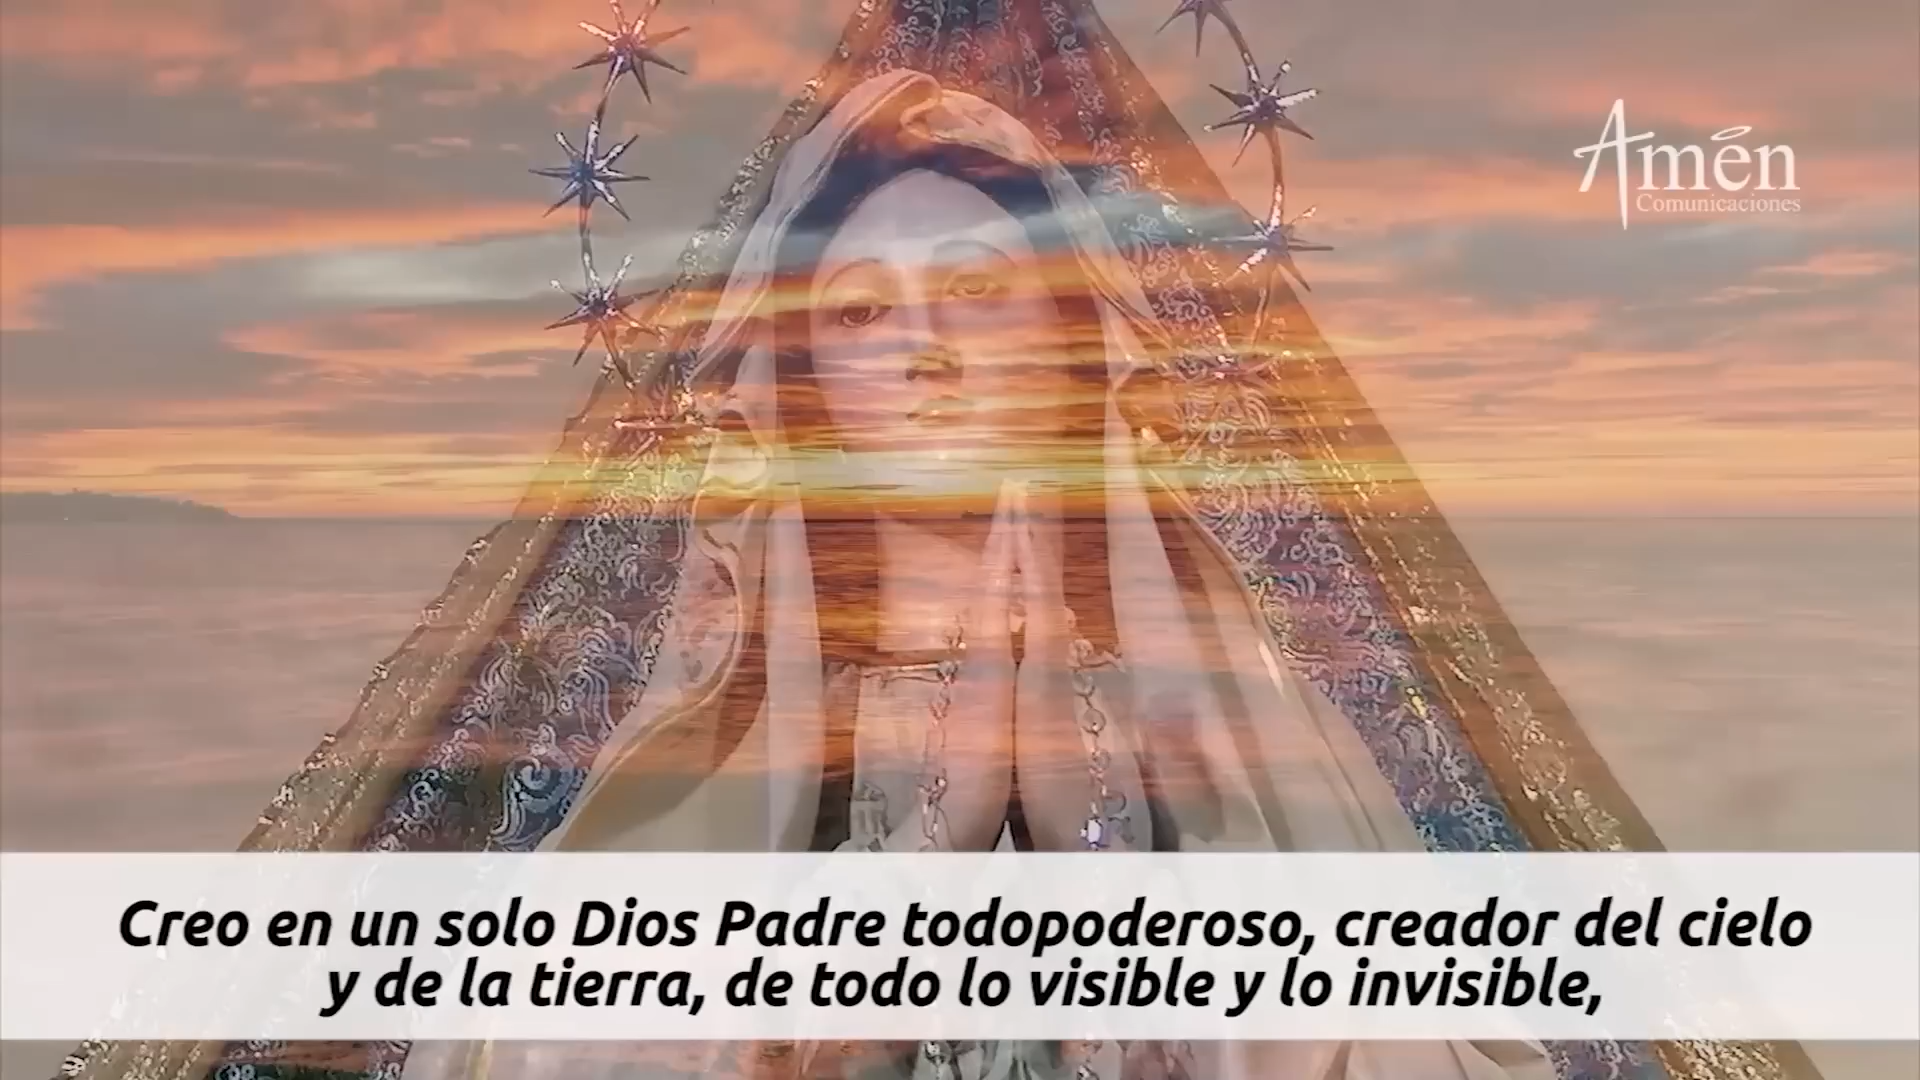 Amén
Comunicaciones
Creo en un solo Dios Padre todopoderoso, creador del cielo
y de la tierra, de todo lo visible y lo invisible,